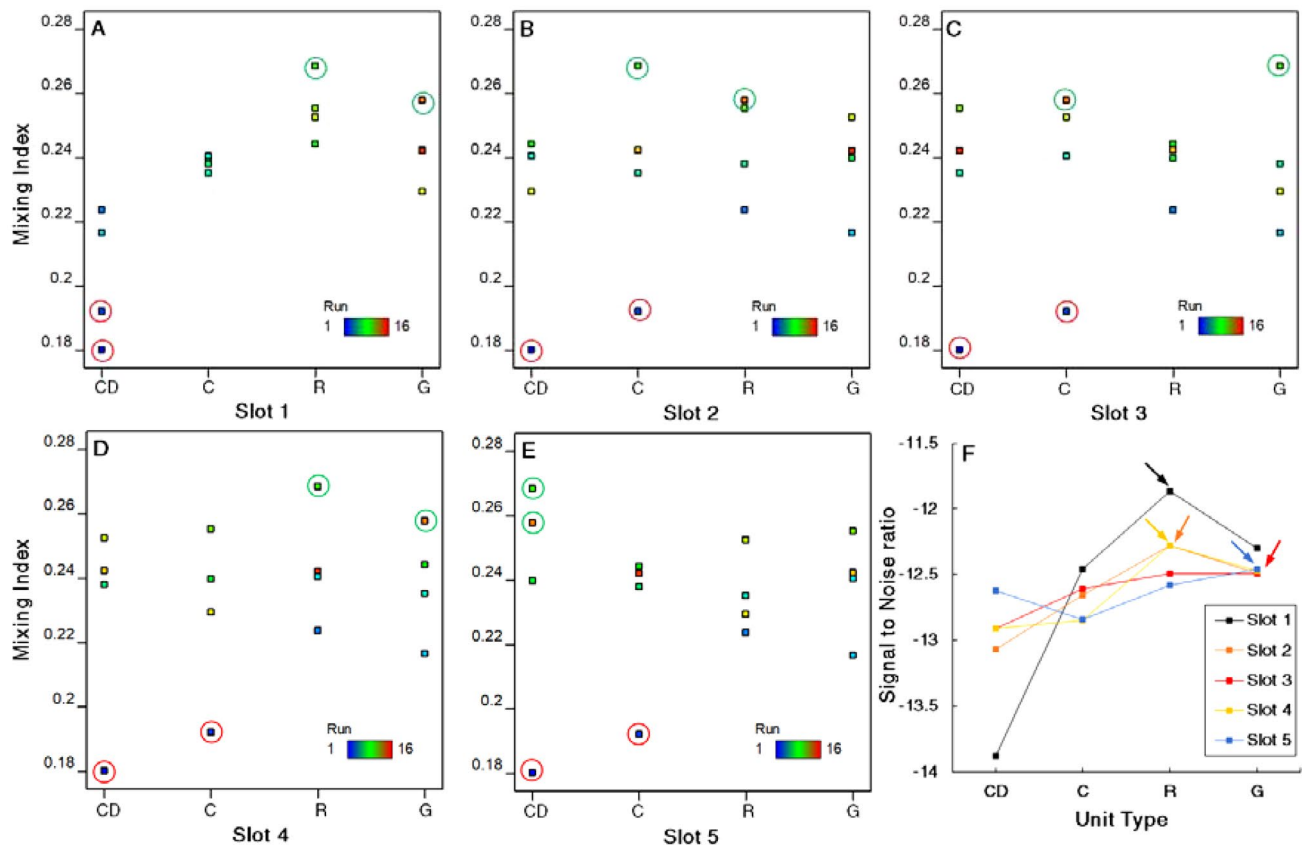 A
0.28
0.26
0.24
0.22
0.2
0.18
Mixing Index
Run
1 16
CD C R G
Slot 1
B
0.28
0.26
0.24
0.22
0.2
0.18
Run
1 16
CD C R G
Slot 2
C
0.28
0.26
0.24
0.22
0.2
0.18
Run
1 16
CD C R G
Slot 3
D
0.28
0.26
0.24
0.22
0.2
0.18
Mixing Index
Run
1 16
CD C R G
Slot 4
E
0.28
0.26
0.24
0.22
0.2
0.18
Run
1 16
CD C R G
Slot 5
F
-11.5
-12
-12.5
-13
-13.5
-14
Signal to Noise ratio
Slot 1
Slot 2
Slot 3
Slot 4
Slot 5
CD C R G
Unit Type